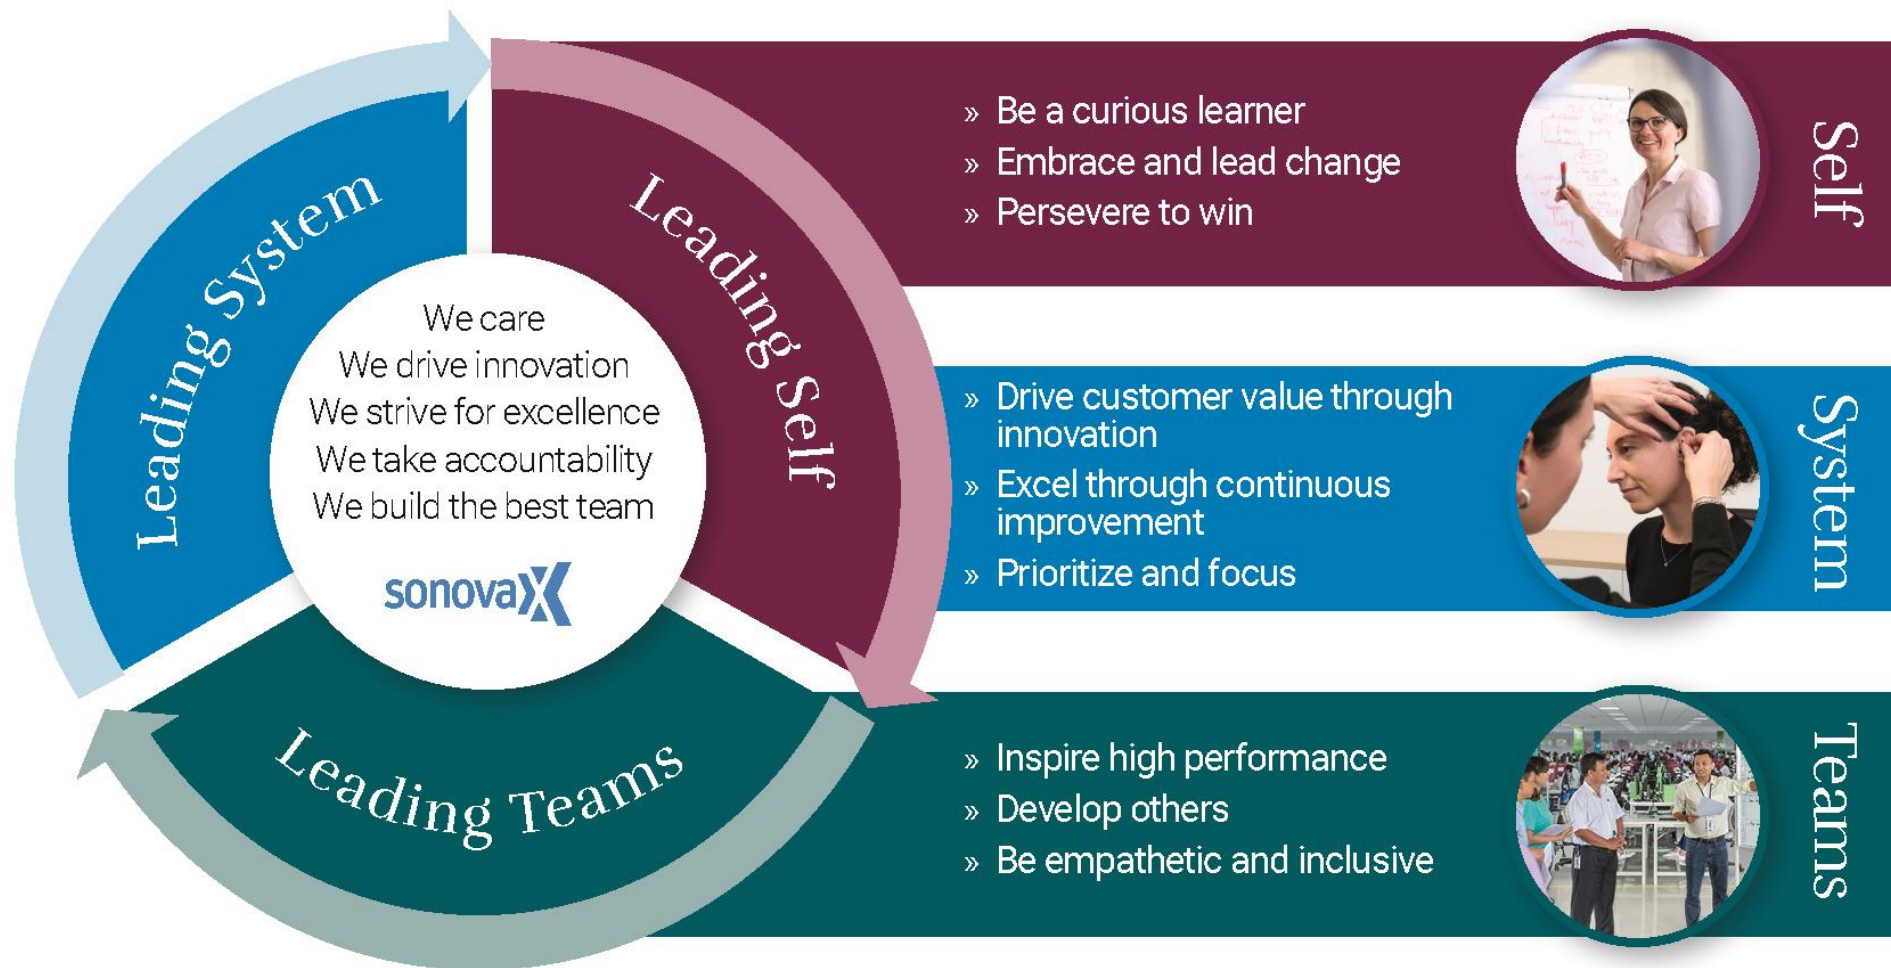 Leading System
Leading Self
Leading Teams
We care
We drive innovation
We strive for excellence
We take accountability
We build the best team
sonova
» Be a curious learner
» Embrace and lead change
» Persevere to win
Self
» Drive customer value through
innovation
» Excel through continuous
improvement
» Prioritize and focus
System
» Inspire high performance
» Develop others
» Be empathetic and inclusive
Teams